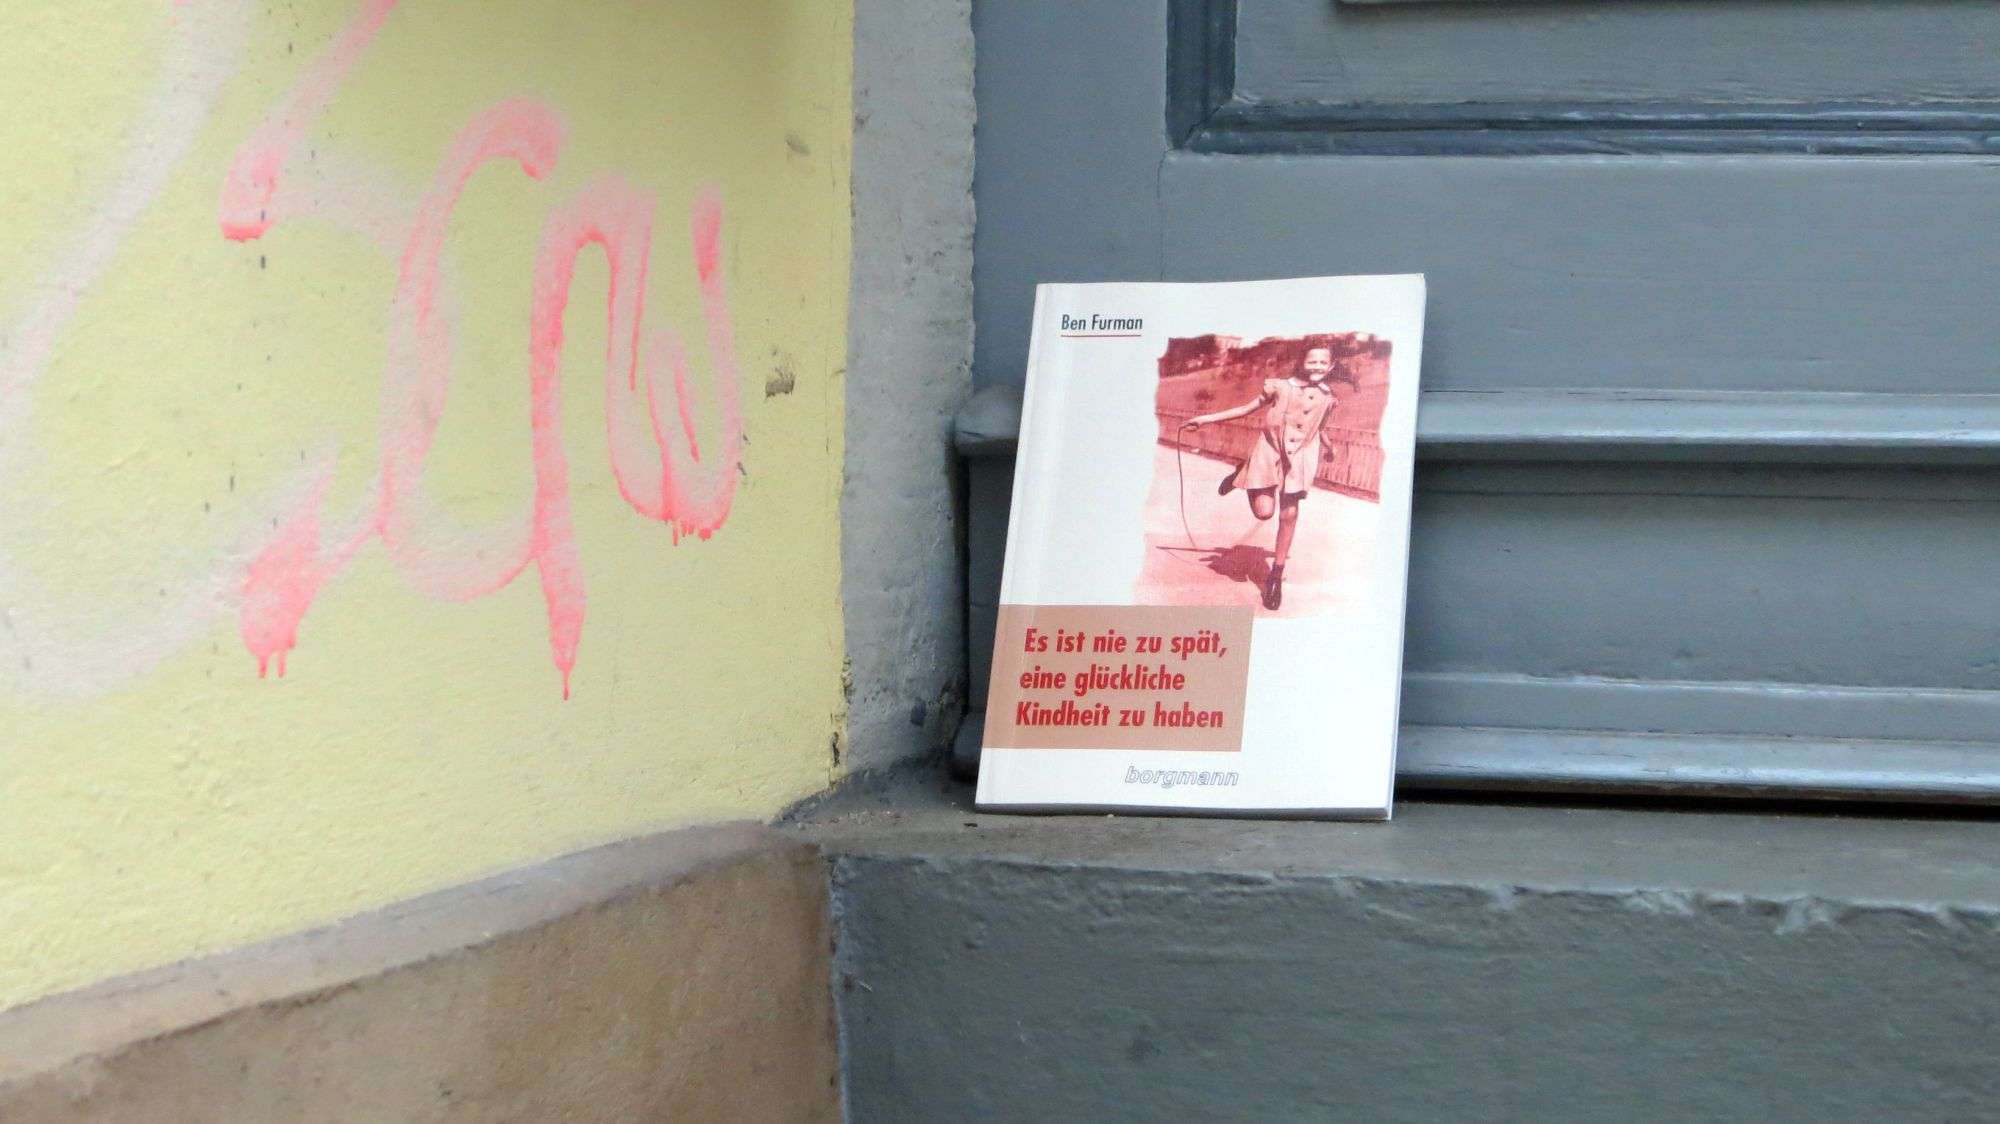 Ben Furman
Es ist nie zu spät,
eine glückliche
Kindheit zu haben
borgmann